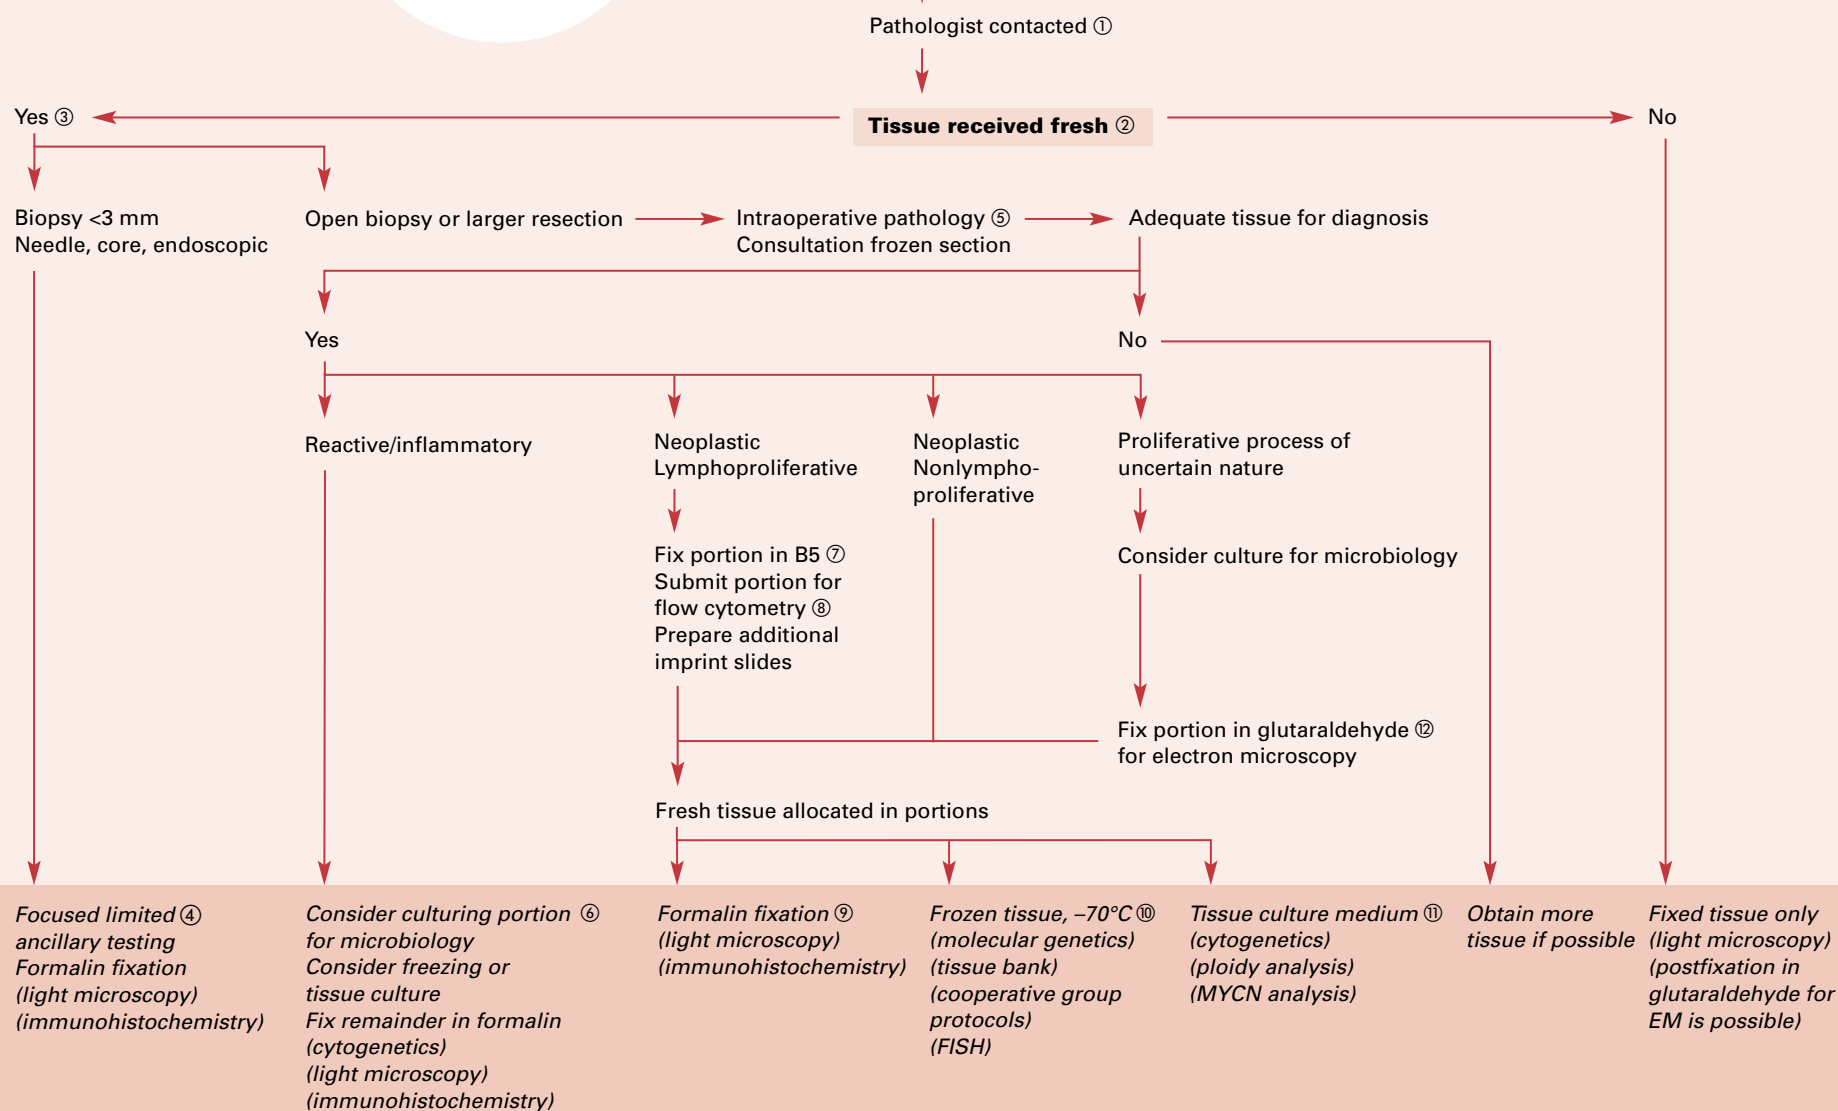 Pathologist contacted ①
Yes ③
Tissue received fresh ②
No
Biopsy <3 mm
Needle, core, endoscopic
Open biopsy or larger resection
Intraoperative pathology ⑤
Consultation frozen section
Adequate tissue for diagnosis
Yes
No
Reactive/inflammatory
Neoplastic
Lymphoproliferative
Neoplastic
Nonlympho-
proliferative
Proliferative process of
uncertain nature
Fix portion in B5 ⑦
Submit portion for
flow cytometry ⑧
Prepare additional
imprint slides
Consider culture for microbiology
Fix portion in glutaraldehyde ⑫
for electron microscopy
Fresh tissue allocated in portions
Focused limited ④
ancillary testing
Formalin fixation
(light microscopy)
(immunohistochemistry)
Consider culturing portion ⑥
for microbiology
Consider freezing or
tissue culture
Fix remainder in formalin
(cytogenetics)
(light microscopy)
(immunohistochemistry)
Formalin fixation ⑨
(light microscopy)
(immunohistochemistry)
Frozen tissue, –70°C ⑩
(molecular genetics)
(tissue bank)
(cooperative group
protocols)
(FISH)
Tissue culture medium ⑪
(cytogenetics)
(ploidy analysis)
(MYCN analysis)
Obtain more
tissue if possible
Fixed tissue only
(light microscopy)
(postfixation in
glutaraldehyde for
EM is possible)